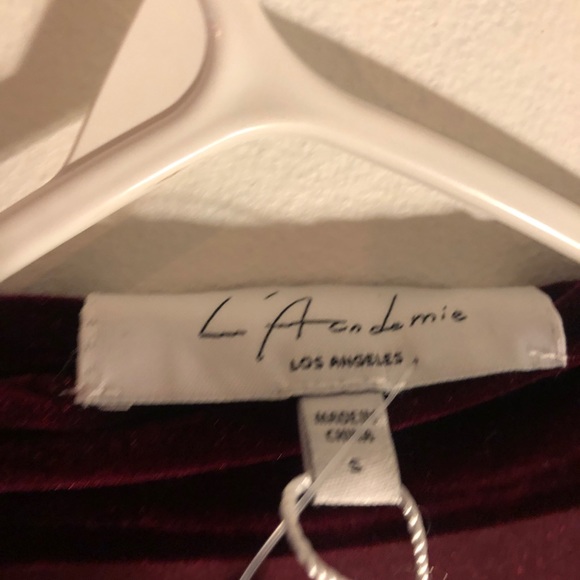 L'Academie
LOS ANGELES
MADE IN
CHINA
S